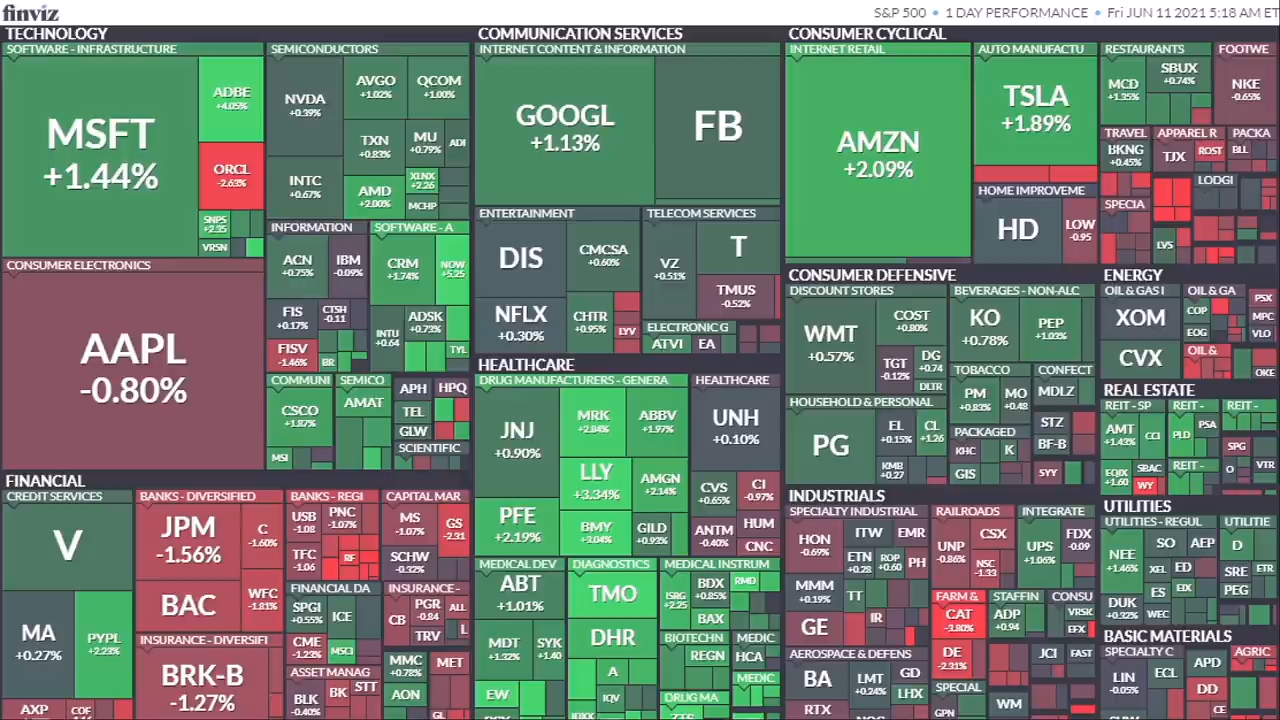 finviz
S&P 500 • 1 DAY PERFORMANCE • Fri JUN 11 2021 5:18 AM ET
TECHNOLOGY
SOFTWARE - INFRASTRUCTURE
MSFT
+1.44%
ADBE
+4.05%
ORCL
-2.63%
SNPS
+2.35
VRSN
SEMICONDUCTORS
NVDA
+0.39%
AVGO
+1.02%
QCOM
+1.00%
TXN
+0.83%
MU
+0.79%
ADI
INTC
+0.67%
AMD
+2.00%
XLNX
+2.26
MCHP
CONSUMER ELECTRONICS
AAPL
-0.80%
INFORMATION
ACN
+0.75%
IBM
-0.09%
FIS
+0.17%
CTSH
-0.11
FISV
-1.46%
BR
SOFTWARE - A
CRM
+1.74%
NOW
+5.25
INTU
+0.64
ADSK
+0.73%
TYL
COMMUNI
CSCO
+1.87%
MSI
SEMICO
AMAT
APH
HPQ
TEL
GLW
SCIENTIFIC
FINANCIAL
CREDIT SERVICES
V
MA
+0.27%
PYPL
+2.23%
AXP
COF
BANKS - DIVERSIFIED
JPM
-1.56%
C
-1.60%
BAC
WFC
-1.81%
INSURANCE - DIVERSIFI
BRK-B
-1.27%
BANKS - REGI
USB
-1.08
PNC
-1.07%
TFC
-1.06
RF
FINANCIAL DA
SPGI
+0.55%
ICE
CME
-1.23%
MSCI
ASSET MANAG
BLK
-0.40%
BK
STT
CAPITAL MAR
MS
-1.07%
GS
-2.31
SCHW
-0.32%
INSURANCE -
CB
PGR
-0.84
ALL
TRV
L
MMC
+0.78%
AON
MET
GL
COMMUNICATION SERVICES
INTERNET CONTENT & INFORMATION
GOOGL
+1.13%
FB
ENTERTAINMENT
DIS
CMCSA
+0.60%
NFLX
+0.30%
CHTR
+0.95%
LYV
TELECOM SERVICES
VZ
+0.51%
T
TMUS
-0.52%
ELECTRONIC G
ATVI
EA
HEALTHCARE
DRUG MANUFACTURERS - GENERA
JNJ
+0.90%
MRK
+2.84%
ABBV
+1.97%
LLY
+3.34%
AMGN
+2.14%
PFE
+2.19%
BMY
+3.04%
GILD
+0.93%
HEALTHCARE
UNH
+0.10%
CVS
+0.65%
CI
-0.97%
ANTM
-0.40%
HUM
CNC
MEDICAL DEV
ABT
+1.01%
MDT
+1.32%
SYK
+1.40
EW
DIAGNOSTICS
TMO
DHR
A
IQV
IDXX
MEDICAL INSTRUM
ISRG
+2.25
BDX
+0.85%
RMD
BAX
BIOTECHN
REGN
DRUG MA
ZTS
MEDIC
HCA
MEDIC
CONSUMER CYCLICAL
INTERNET RETAIL
AMZN
+2.09%
AUTO MANUFACTU
TSLA
+1.89%
HOME IMPROVEME
HD
LOW
-0.95
RESTAURANTS
MCD
+1.35%
SBUX
+0.74%
FOOTWE
NKE
-0.65%
TRAVEL
BKNG
+0.45%
APPAREL R
TJX
ROST
PACKA
BLL
SPECIA
LODGI
LVS
CONSUMER DEFENSIVE
DISCOUNT STORES
WMT
+0.57%
COST
+0.80%
TGT
-0.12%
DG
+0.74
DLTR
BEVERAGES - NON-ALC
KO
+0.78%
PEP
+1.02%
TOBACCO
PM
+0.83%
MO
+0.48
CONFECT
MDLZ
HOUSEHOLD & PERSONAL
PG
EL
+0.15%
CL
+1.26
KMB
+0.27
PACKAGED
KHC
K
GIS
STZ
BF-B
SYY
ENERGY
OIL & GAS I
XOM
CVX
OIL & GA
COP
EOG
OIL &
PSX
MPC
VLO
OKE
REAL ESTATE
REIT - SP
AMT
+1.43%
CCI
EQIX
+1.60
SBAC
WY
REIT -
PLD
PSA
REIT -
REIT -
SPG
O
VTR
INDUSTRIALS
SPECIALTY INDUSTRIAL
HON
-0.69%
ITW
EMR
ETN
+0.28
ROP
+0.60
PH
MMM
+0.19%
TT
GE
IR
RAILROADS
UNP
-0.86%
CSX
NSC
-1.33
INTEGRATE
UPS
+1.06%
FDX
-0.09
FARM &
CAT
-3.80%
DE
-2.31%
STAFFIN
ADP
+0.94
CONSU
VRSK
EFX
AEROSPACE & DEFENS
BA
LMT
+0.24%
GD
LHX
RTX
NOC
SPECIAL
GPN
JCI
FAST
WM
UTILITIES
UTILITIES - REGUL
NEE
+1.46%
SO
AEP
XEL
ED
ES
EIX
DUK
+0.32%
WEC
UTILITIE
D
SRE
ETR
PEG
BASIC MATERIALS
SPECIALTY C
LIN
-0.05%
ECL
APD
DD
CE
AGRIC